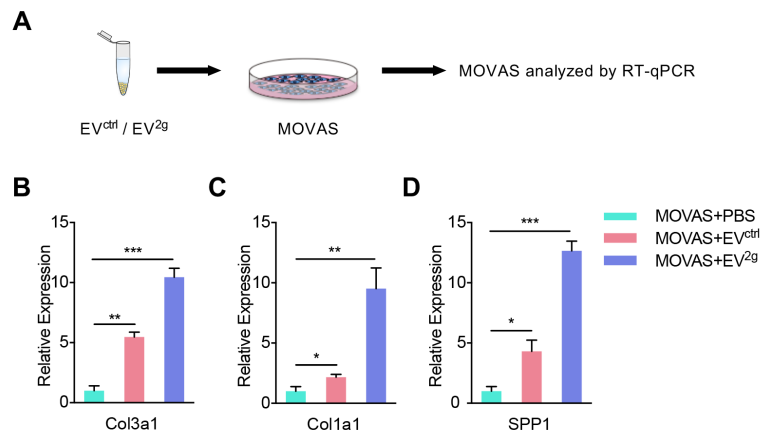 A
EVctrl / EV2g
MOVAS
MOVAS analyzed by RT-qPCR
B
Relative Expression
15
10
5
0
***
**
Col3a1
C
Relative Expression
15
10
5
0
**
*
Col1a1
D
Relative Expression
15
10
5
0
***
*
SPP1
MOVAS+PBS
MOVAS+EVctrl
MOVAS+EV2g